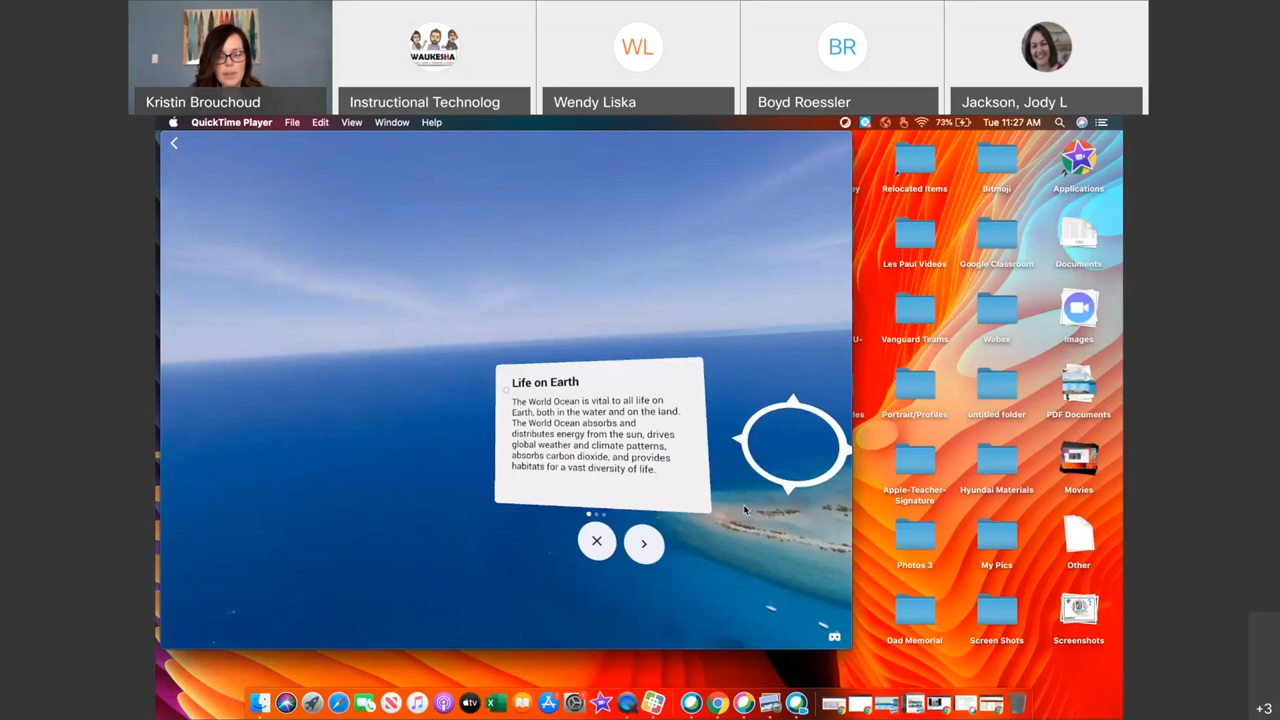 WAUKESHA
WL
BR
Kristin Brouchoud
Instructional Technolog
Wendy Liska
Boyd Roessler
Jackson, Jody L
QuickTime Player File Edit View Window Help
73%
Tue 11:27 AM
ey
Relocated Items
Bitmoji
Applications
Les Paul Videos
Google Classroom
Documents
U-
Vanguard Teams
Webex
Images
les
Portrait/Profiles
untitled folder
PDF Documents
Apple-Teacher-
Signature
Hyundai Materials
Movies
Photos 3
My Pics
Other
Dad Memorial
Screen Shots
Screenshots
Life on Earth
The World Ocean is vital to all life on
Earth, both in the water and on the land.
The World Ocean absorbs and
distributes energy from the sun, drives
global weather and climate patterns,
absorbs carbon dioxide, and provides
habitats for a vast diversity of life.
tv
+3